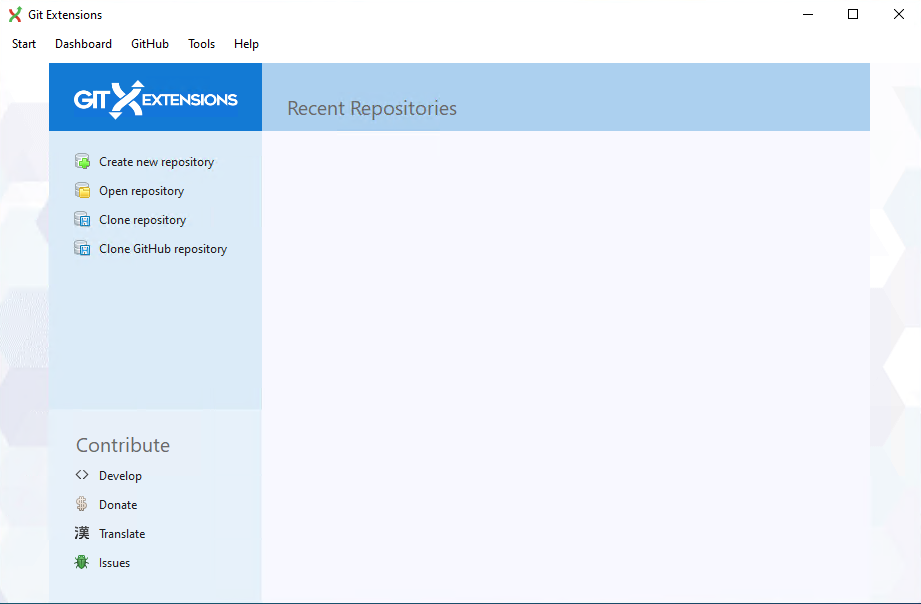 Git Extensions
Start Dashboard GitHub Tools Help
GIT EXTENSIONS
Recent Repositories
Create new repository
Open repository
Clone repository
Clone GitHub repository
Contribute
Develop
Donate
漢 Translate
Issues